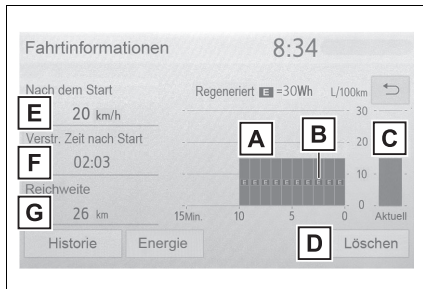 Fahrtinformationen 8:34
Nach dem Start
Regeneriert E =30Wh L/100km
E 20 km/h
30
Verstr. Zeit nach Start
A B C
20
F 02:03
10
Reichweite
G 26 km
0
15Min. 10 5 0 Aktuell
Historie Energie D Löschen